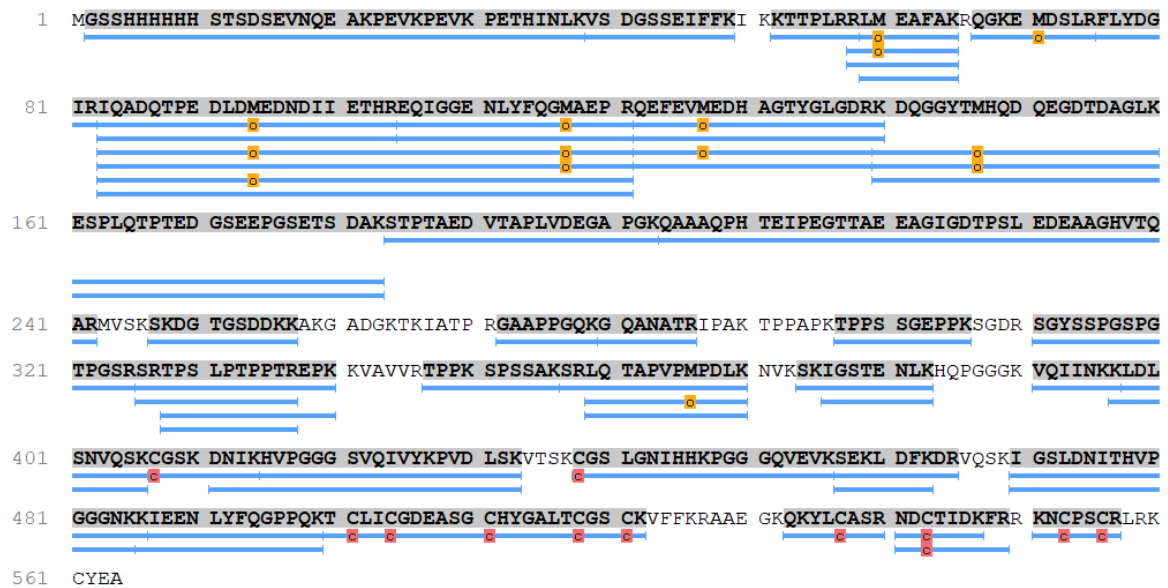 1 MGSSHHHHHH STSDSEVNQE AKPEVKPEVK PETHINLKVS DGSSEIFFKI KKTTPLRRLM EAFAKRQGKE MDSLRFLYDG
o o
o
81 IRIQADQTPE DLDMEDNDII ETHREQIGGE NLYFQGMAEP RQEFEVMEDH AGTYGLGDRK DQGGYTMHQD QEGDTDAGLK
o o o
o o o o
o o
o
161 ESPLQTPTED GSEEPGSETS DAKSTPTAED VTAPLVDEGA PGKQAAAQPH TEIPEGTTAE EAGIGDTPSL EDEAAGHVTQ
241 ARMVSKSKDG TGSDDKKAKG ADGKTKIATP RGAAPPGQKG QANATRIPAK TPPAPKTPPS SGEPPKSGDR SGYSSPGSPG
321 TPGSRSRTPS LPTPPTREPK KVAVVRTPPK SPSSAKSRLQ TAPVPMPDLK NVKSKIGSTE NLKHQPGGGK VQIINKKLDL
o
401 SNVQSKCGSK DNIKHVPGGG SVQIVYKPVD LSKVTSKCGS LGNIHHKPGG GQVEVKSEKL DFKDRVQSKI GSLDNITHVP
c c
481 GGGNKKIEEN LYFQGPPQKT CLICGDEASG CHYGALTCGS CKVFFKRAAE GKQKYLCASR NDCTIDKFRR KNCPSCRLRK
c c c c c c c c c
c
561 CYEA